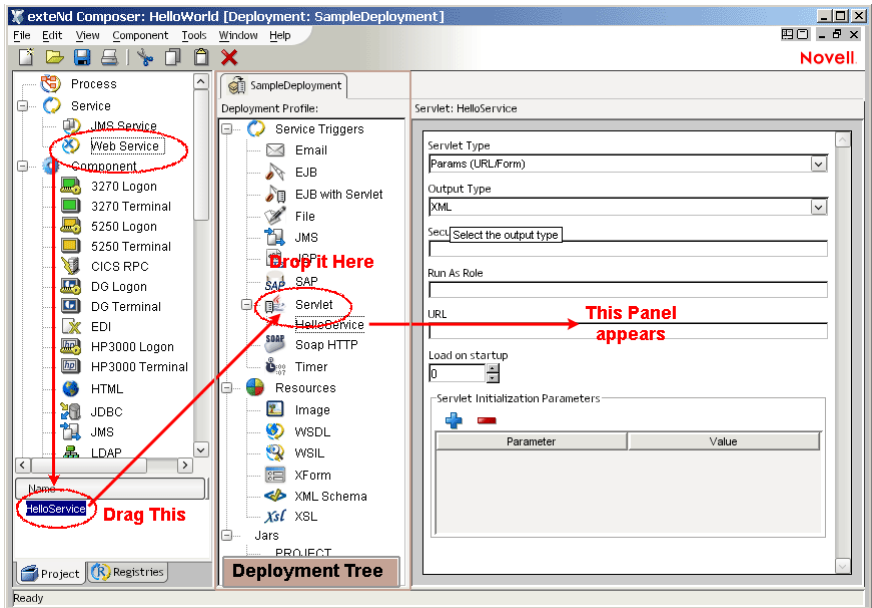 exteNd Composer: HelloWorld [Deployment: SampleDeployment]
File Edit View Component Tools Window Help
Novell
Process
Service
JMS Service
Web Service
Component
3270 Logon
3270 Terminal
5250 Logon
5250 Terminal
CICS RPC
DG Logon
DG Terminal
EDI
HP3000 Logon
HP3000 Terminal
HTML
JDBC
JMS
LDAP
Name
HelloService
Drag This
Project
Registries
SampleDeployment
Deployment Profile:
Service Triggers
Email
EJB
EJB with Servlet
File
JMS
JSP
Drop it Here
SAP
Servlet
HelloService
SOAP
Soap HTTP
Timer
Resources
Image
WSDL
WSIL
XForm
XML Schema
Xsl XSL
Jars
PROJECT
Deployment Tree
Servlet: HelloService
Servlet Type
Params (URL/Form)
Output Type
XML
Secu
Select the output type
Run As Role
URL
This Panel
appears
Load on startup
0
Servlet Initialization Parameters
Parameter Value
Ready